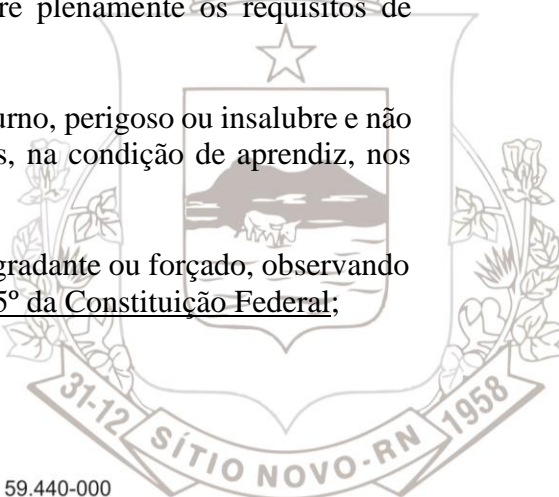 re plenamente os requisitos de
urno, perigoso ou insalubre e não
s, na condição de aprendiz, nos
gradante ou forçado, observando
5º da Constituição Federal;
31-12 SÍTIO NOVO-RN 1958
59.440-000